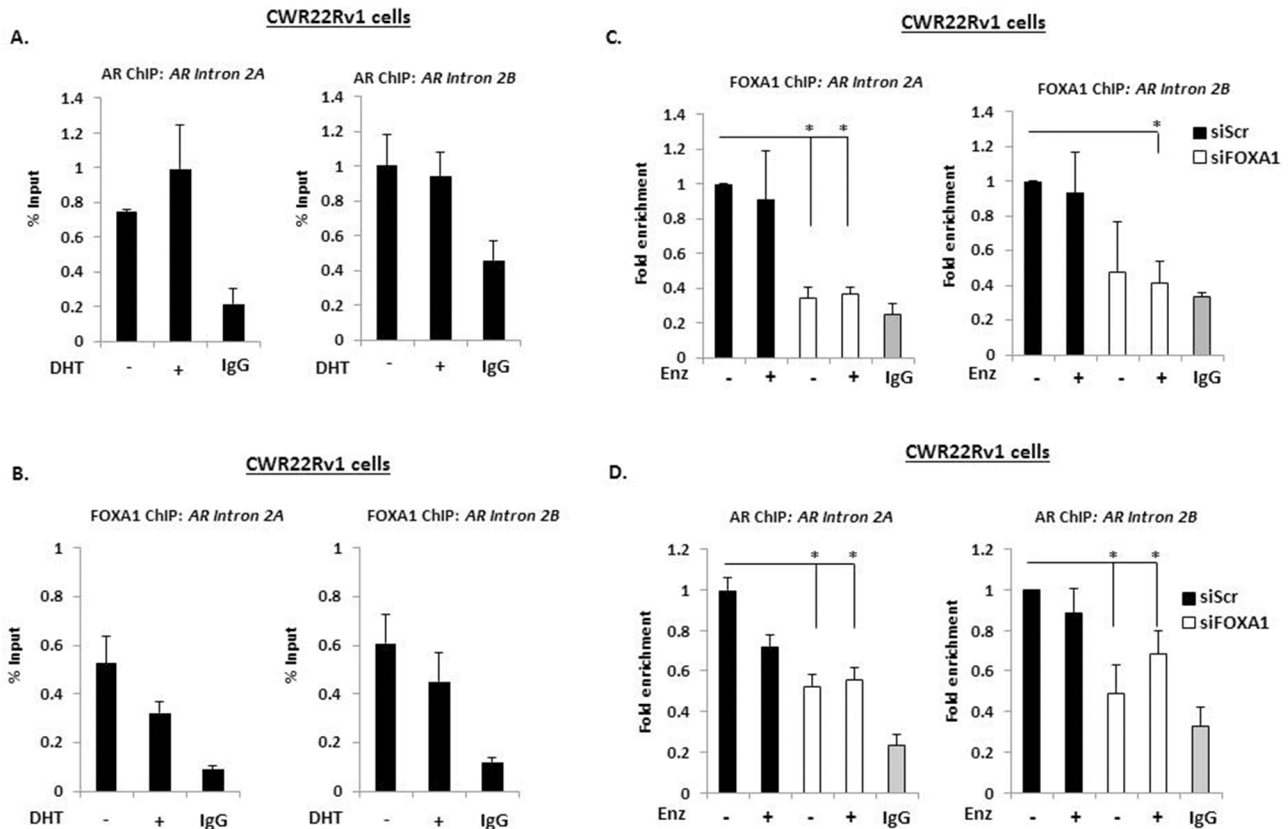 CWR22Rv1 cells
A.
AR ChIP: AR Intron 2A
% Input
1.4
1.2
1
0.8
0.6
0.4
0.2
0
DHT - + IgG
AR ChIP: AR Intron 2B
% Input
1.4
1.2
1.0
0.8
0.6
0.4
0.2
0
DHT - + IgG
CWR22Rv1 cells
B.
FOXA1 ChIP: AR Intron 2A
% Input
1
0.8
0.6
0.4
0.2
0
DHT - + IgG
FOXA1 ChIP: AR Intron 2B
% Input
1
0.8
0.6
0.4
0.2
0
DHT - + IgG
CWR22Rv1 cells
C.
FOXA1 ChIP: AR Intron 2A
Fold enrichment
1.4
1.2
1
0.8
0.6
0.4
0.2
0
* *
Enz - + - + IgG
FOXA1 ChIP: AR Intron 2B
Fold enrichment
1.4
1.2
1
0.8
0.6
0.4
0.2
0
*
- + - + IgG
siScr
siFOXA1
CWR22Rv1 cells
D.
AR ChIP: AR Intron 2A
Fold enrichment
1.2
1
0.8
0.6
0.4
0.2
0
* *
Enz - + - + IgG
AR ChIP: AR Intron 2B
Fold enrichment
1.2
1
0.8
0.6
0.4
0.2
0
* *
Enz - + - + IgG
siScr
siFOXA1